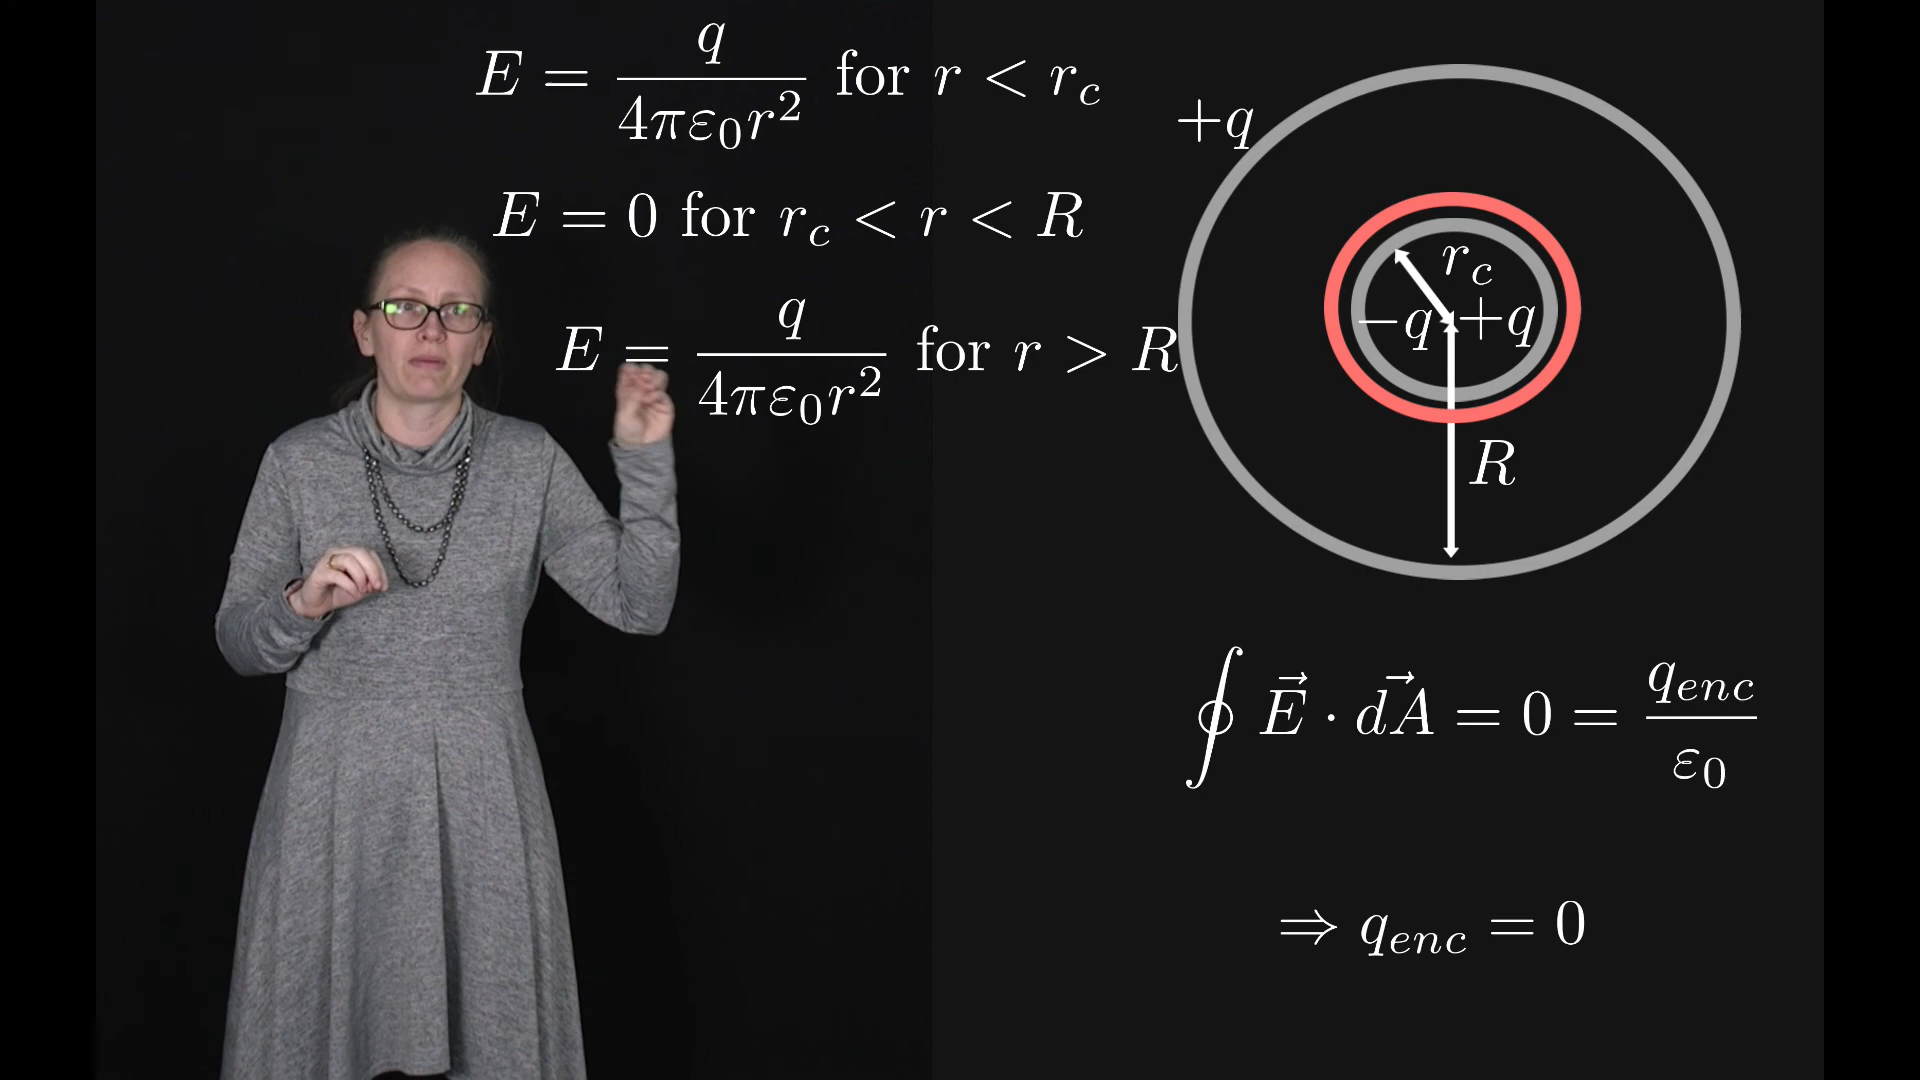 E = q / 4πε₀r² for r < r_c
E = 0 for r_c < r < R
E = q / 4πε₀r² for r > R
+q
r_c
−q +q
R
∮ E⃗ · dA⃗ = 0 = q_enc / ε₀
⇒ q_enc = 0